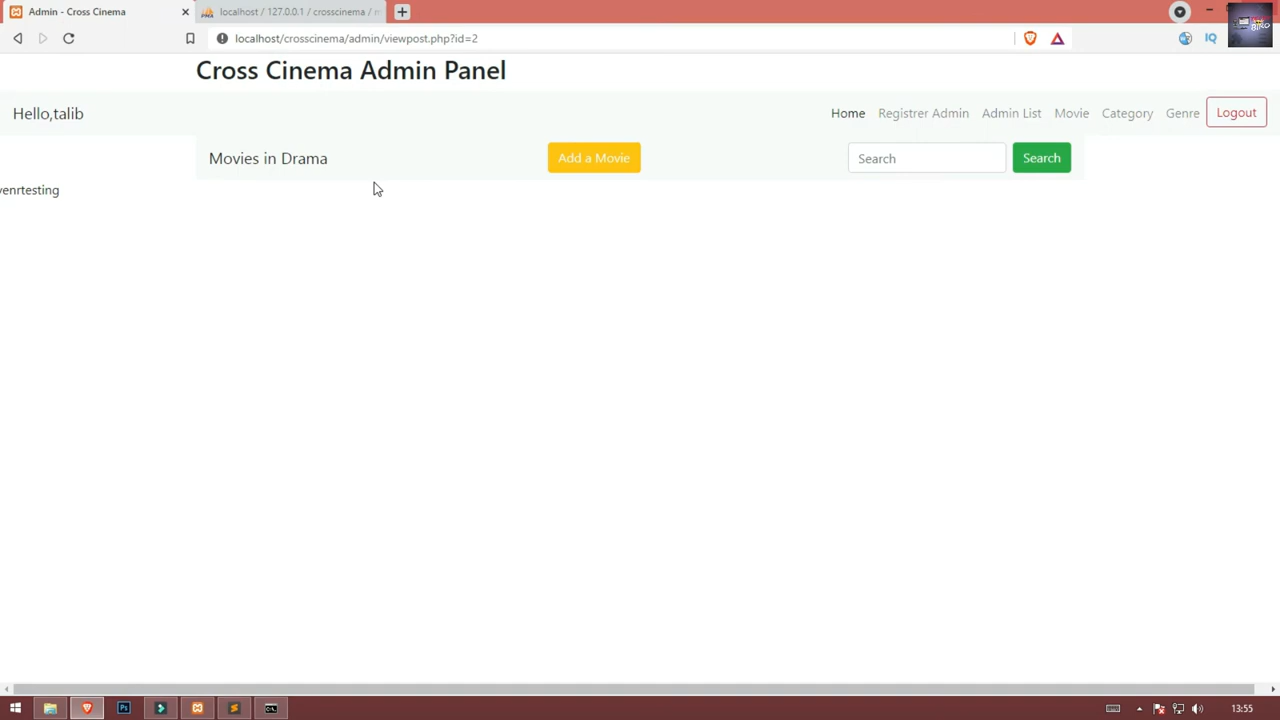 Admin - Cross Cinema
localhost / 127.0.0.1 / crosscinema / m
localhost/crosscinema/admin/viewpost.php?id=2
Cross Cinema Admin Panel
Hello,talib
Home
Registrer Admin
Admin List
Movie
Category
Genre
Logout
Movies in Drama
Add a Movie
Search
Search
venrtesting
13:55